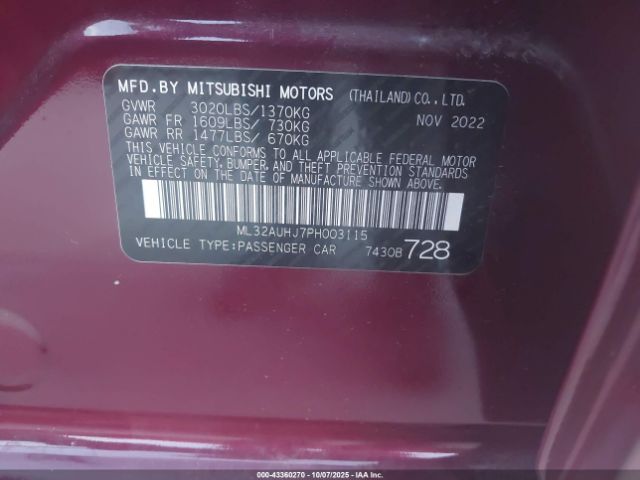 MFD.BY MITSUBISHI MOTORS (THAILAND) CO., LTD.
GVWR 3020LBS/1370KG NOV 2022
GAWR FR 1609LBS/ 730KG
GAWR RR 1477LBS/ 670KG
THIS VEHICLE CONFORMS TO ALL APPLICABLE FEDERAL MOTOR
VEHICLE SAFETY, BUMPER, AND THEFT PREVENTION STANDARDS
IN EFFECT ON THE DATE OF MANUFACTURE SHOWN ABOVE.
ML32AUHJ7PH003115
VEHICLE TYPE:PASSENGER CAR 7430B 728
000-43360270 - 10/07/2025 - iaai.com